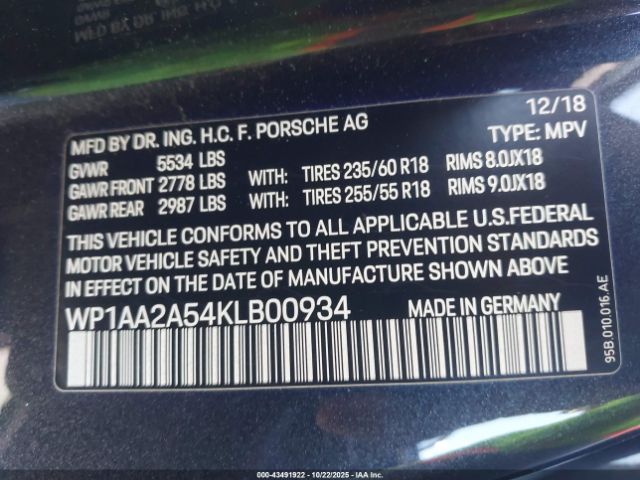 MFD BY DR. ING. H.C. F. PORSCHE AG 12/18
GVWR 5534 LBS TYPE: MPV
GAWR FRONT 2778 LBS WITH: TIRES 235/60 R18 RIMS 8.0JX18
GAWR REAR 2987 LBS WITH: TIRES 255/55 R18 RIMS 9.0JX18
THIS VEHICLE CONFORMS TO ALL APPLICABLE U.S.FEDERAL
MOTOR VEHICLE SAFETY AND THEFT PREVENTION STANDARDS
IN EFFECT ON THE DATE OF MANUFACTURE SHOWN ABOVE.
WP1AA2A54KLB00934 MADE IN GERMANY
95B.010.016.AE
000-43491922 - 10/22/2025 - IAA, Inc.